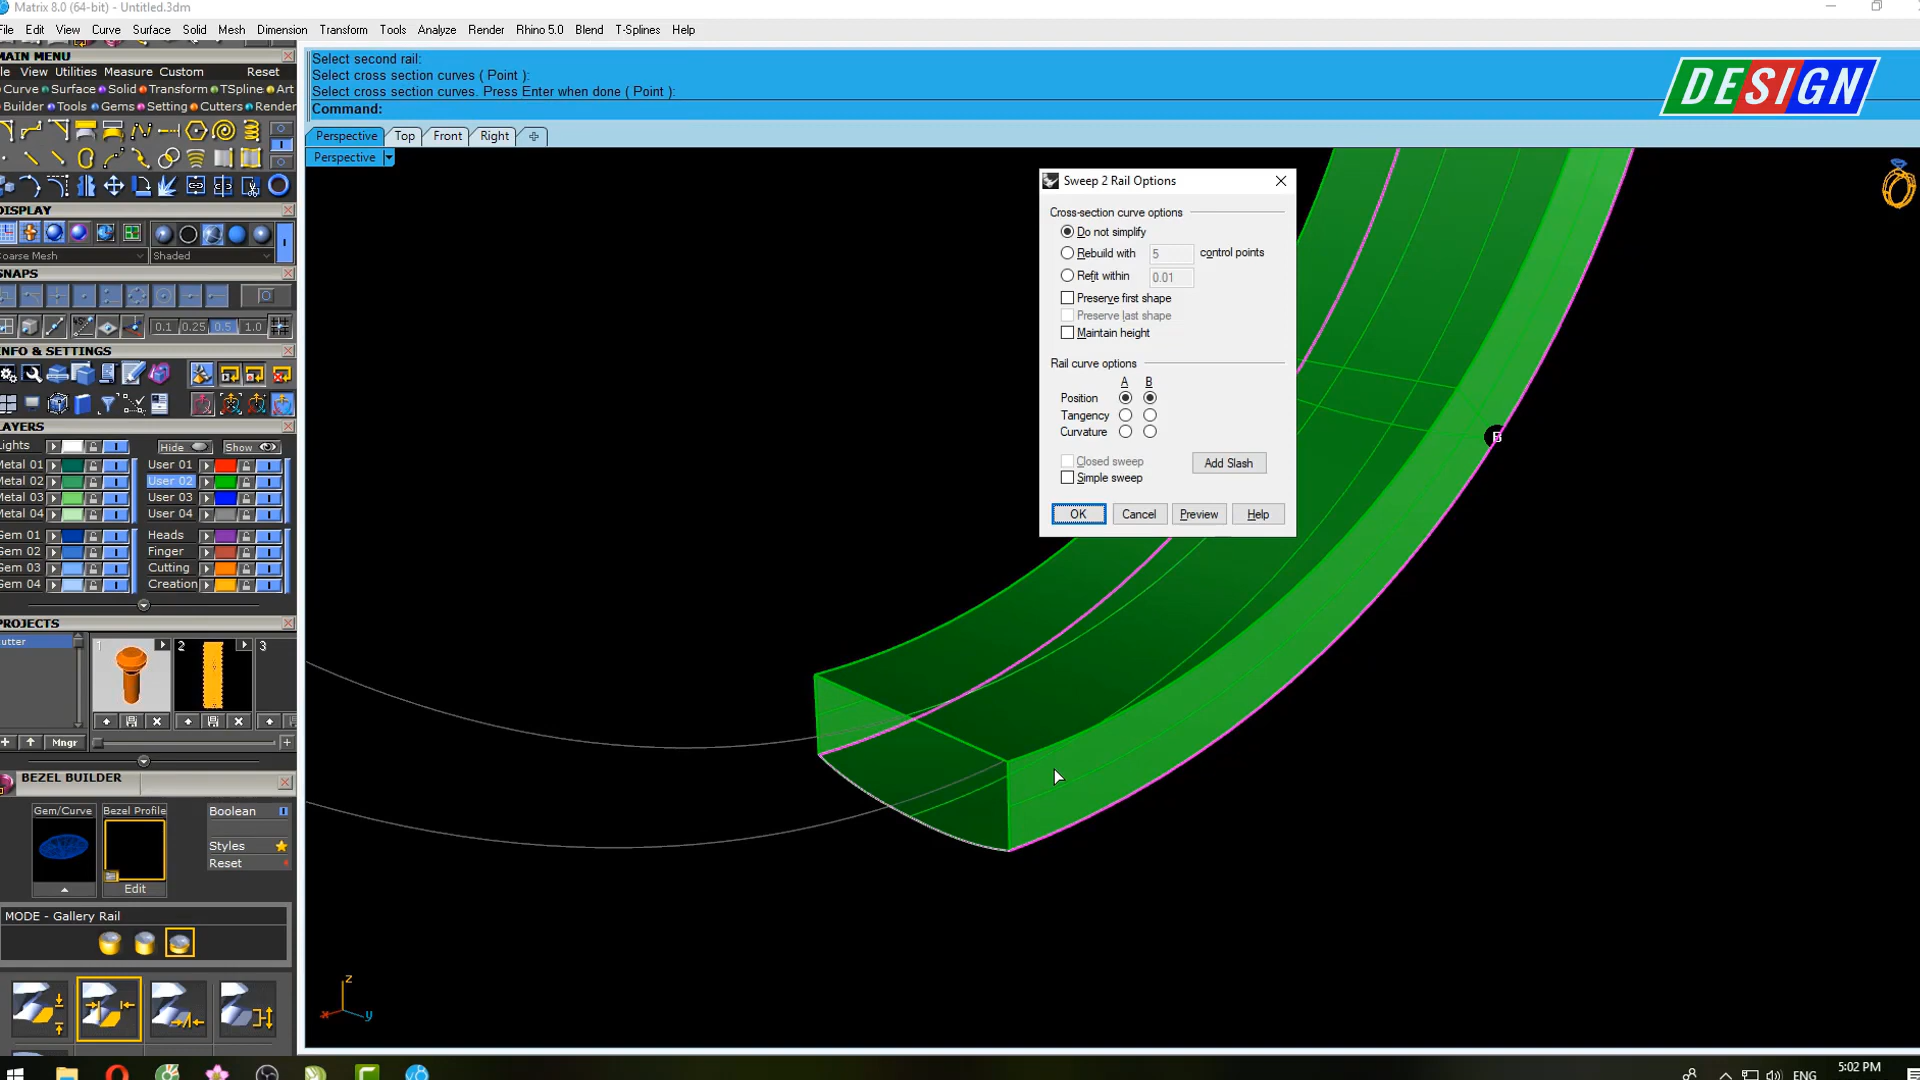 Matrix 8.0 (64-bit) - Untitled.3dm
File Edit View Curve Surface Solid Mesh Dimension Transform Tools Analyze Render Rhino 5.0 Blend T-Splines Help
MAIN MENU
le View Utilities Measure Custom Reset
Curve Surface Solid Transform TSpline Art
Builder Tools Gems Setting Cutters Render
Select second rail:
Select cross section curves ( Point ):
Select cross section curves. Press Enter when done ( Point ):
Command:
DESIGN
Perspective Top Front Right
Perspective
DISPLAY
oarse Mesh Shaded
SNAPS
0.1 0.25 0.5 1.0
NFO & SETTINGS
LAYERS
ights Hide Show
Metal 01 User 01
Metal 02 User 02
Metal 03 User 03
Metal 04 User 04
Gem 01 Heads
Gem 02 Finger
Gem 03 Cutting
Gem 04 Creation
PROJECTS
utter 1 2 3
Mngr
BEZEL BUILDER
Gem/Curve Bezel Profile Boolean
Styles
Reset
Edit
MODE - Gallery Rail
Sweep 2 Rail Options
Cross-section curve options
Do not simplify
Rebuild with 5 control points
Refit within 0.01
Preserve first shape
Preserve last shape
Maintain height
Rail curve options
A B
Position
Tangency
Curvature
Closed sweep Add Slash
Simple sweep
OK Cancel Preview Help
B
z
x y
ENG 5:02 PM